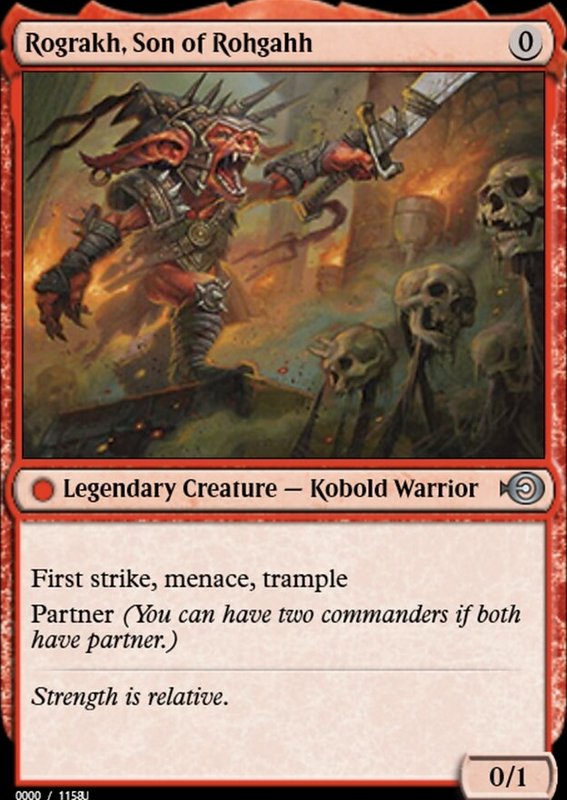 Rograkh, Son of Rohgahh 0
Legendary Creature — Kobold Warrior
First strike, menace, trample
Partner (You can have two commanders if both
have partner.)
Strength is relative.
0/1
0000 / 1158U